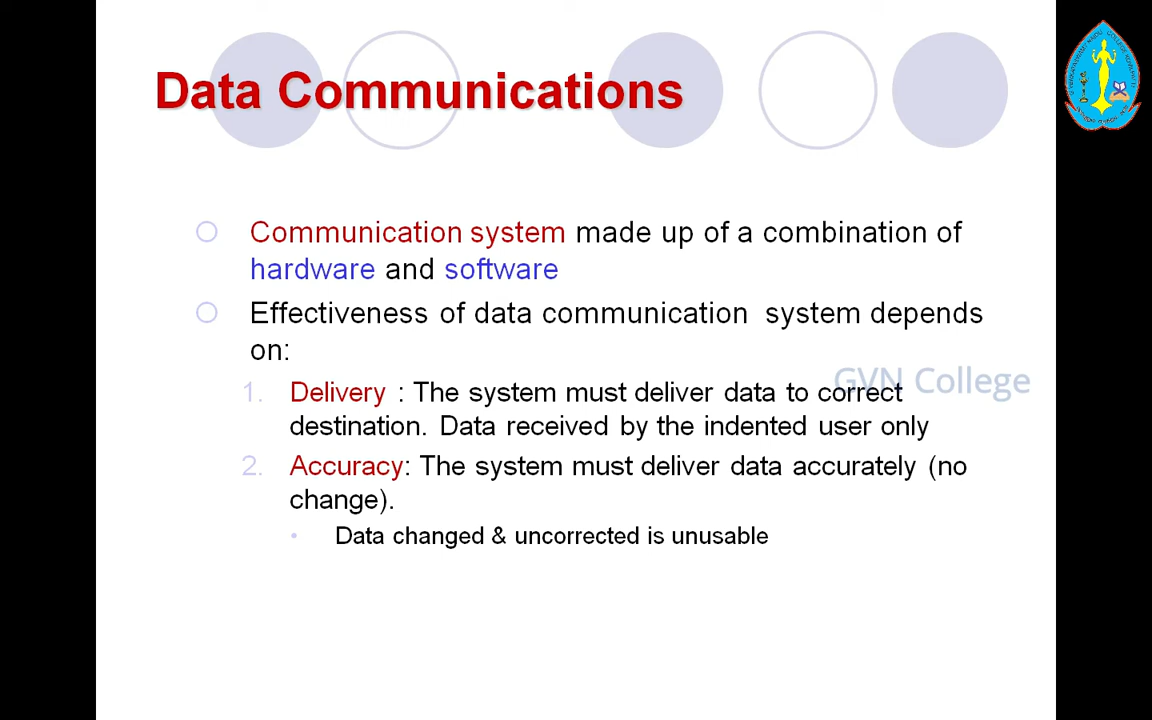 Data Communications
Communication system made up of a combination of
hardware and software
Effectiveness of data communication system depends
on:
1. Delivery : The system must deliver data to correct
destination. Data received by the indented user only
2. Accuracy: The system must deliver data accurately (no
change).
• Data changed & uncorrected is unusable
GVN College